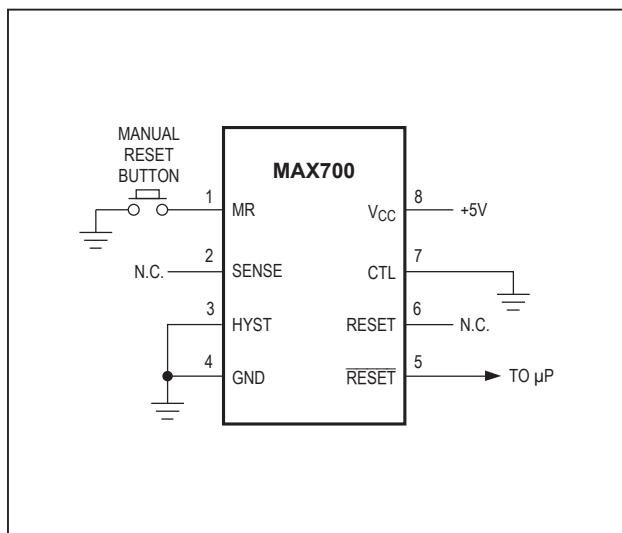 MANUAL
RESET
BUTTON
MAX700
1
MR
8
VCC
+5V
2
N.C.
SENSE
7
CTL
3
HYST
6
RESET
N.C.
4
GND
5
RESET
TO µP